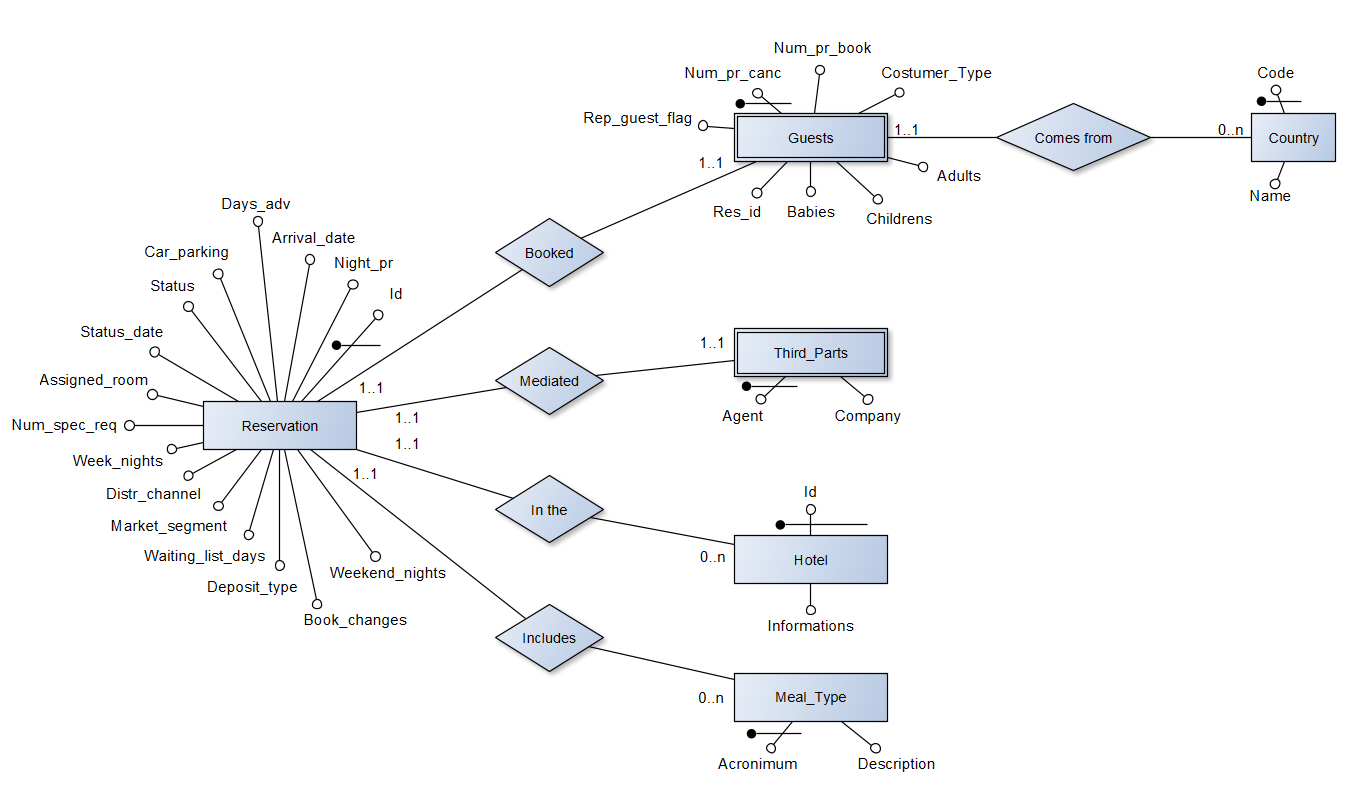 Num_pr_book
Num_pr_canc
Costumer_Type
Code
Rep_guest_flag
Guests
1..1
Comes from
0..n
Country
1..1
Adults
Name
Res_id
Babies
Childrens
Days_adv
Arrival_date
Car_parking
Booked
Night_pr
Status
Id
Status_date
1..1
Third_Parts
Assigned_room
Mediated
1..1
Agent
Company
1..1
Num_spec_req
Reservation
1..1
Week_nights
1..1
Distr_channel
Id
Market_segment
In the
Waiting_list_days
0..n
Hotel
Weekend_nights
Deposit_type
Book_changes
Informations
Includes
0..n
Meal_Type
Acronimum
Description